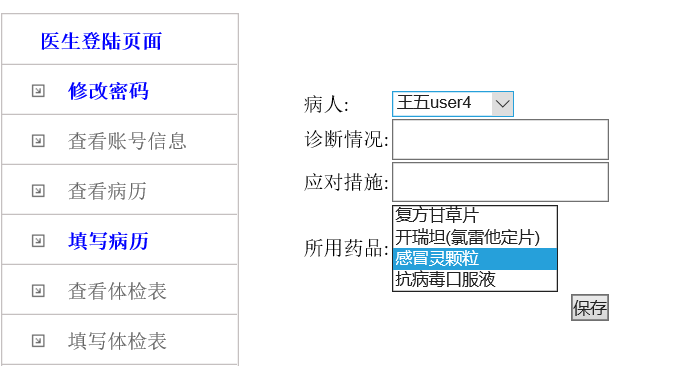 医生登陆页面
修改密码
查看账号信息
查看病历
填写病历
查看体检表
填写体检表
病人:
王五user4
诊断情况:
应对措施:
所用药品:
复方甘草片
开瑞坦(氯雷他定片)
感冒灵颗粒
抗病毒口服液
保存